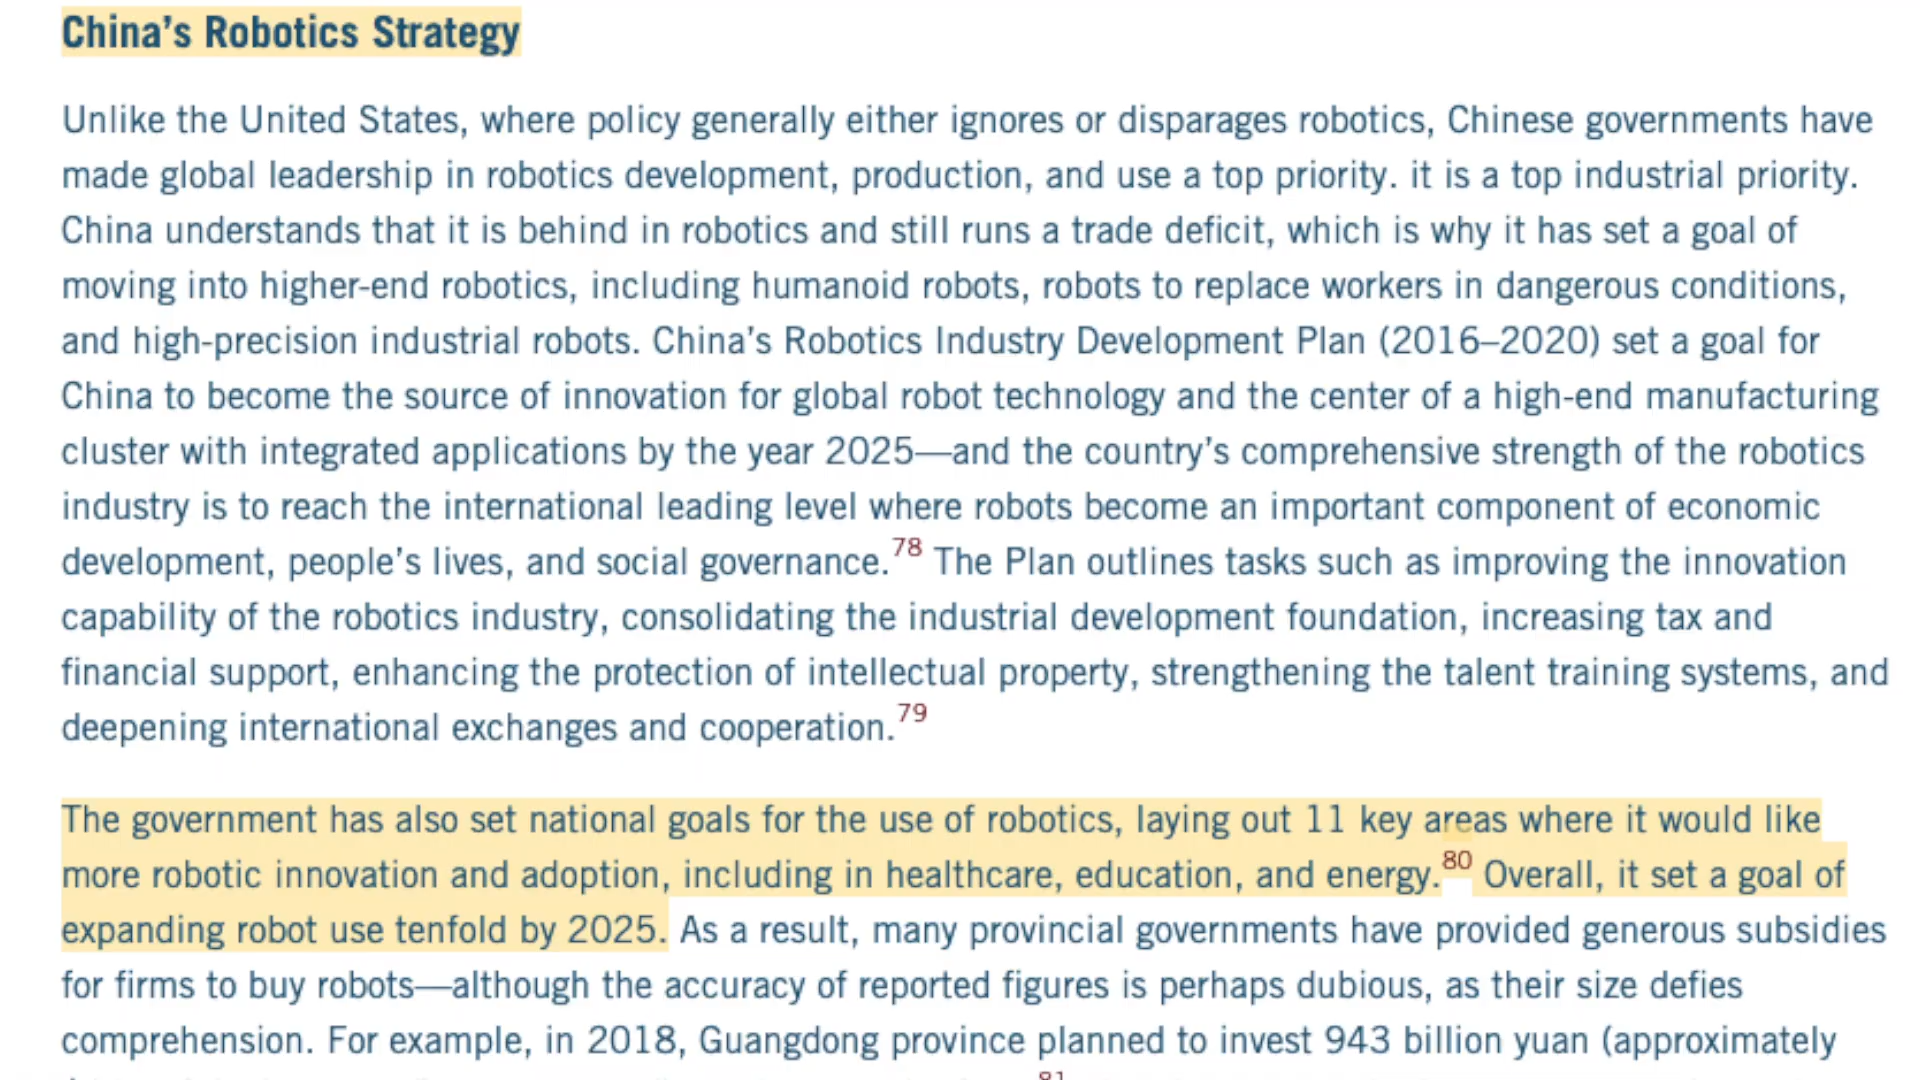 China’s Robotics Strategy
Unlike the United States, where policy generally either ignores or disparages robotics, Chinese governments have
made global leadership in robotics development, production, and use a top priority. it is a top industrial priority.
China understands that it is behind in robotics and still runs a trade deficit, which is why it has set a goal of
moving into higher-end robotics, including humanoid robots, robots to replace workers in dangerous conditions,
and high-precision industrial robots. China’s Robotics Industry Development Plan (2016–2020) set a goal for
China to become the source of innovation for global robot technology and the center of a high-end manufacturing
cluster with integrated applications by the year 2025—and the country’s comprehensive strength of the robotics
industry is to reach the international leading level where robots become an important component of economic
development, people’s lives, and social governance.78 The Plan outlines tasks such as improving the innovation
capability of the robotics industry, consolidating the industrial development foundation, increasing tax and
financial support, enhancing the protection of intellectual property, strengthening the talent training systems, and
deepening international exchanges and cooperation.79
The government has also set national goals for the use of robotics, laying out 11 key areas where it would like
more robotic innovation and adoption, including in healthcare, education, and energy.80 Overall, it set a goal of
expanding robot use tenfold by 2025. As a result, many provincial governments have provided generous subsidies
for firms to buy robots—although the accuracy of reported figures is perhaps dubious, as their size defies
comprehension. For example, in 2018, Guangdong province planned to invest 943 billion yuan (approximately
81